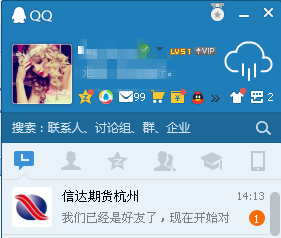 QQ
LV51 ↑VIP
99 2
搜索：联系人、讨论组、群、企业
信达期货杭州 14:13
我们已经是好友了，现在开始对 1